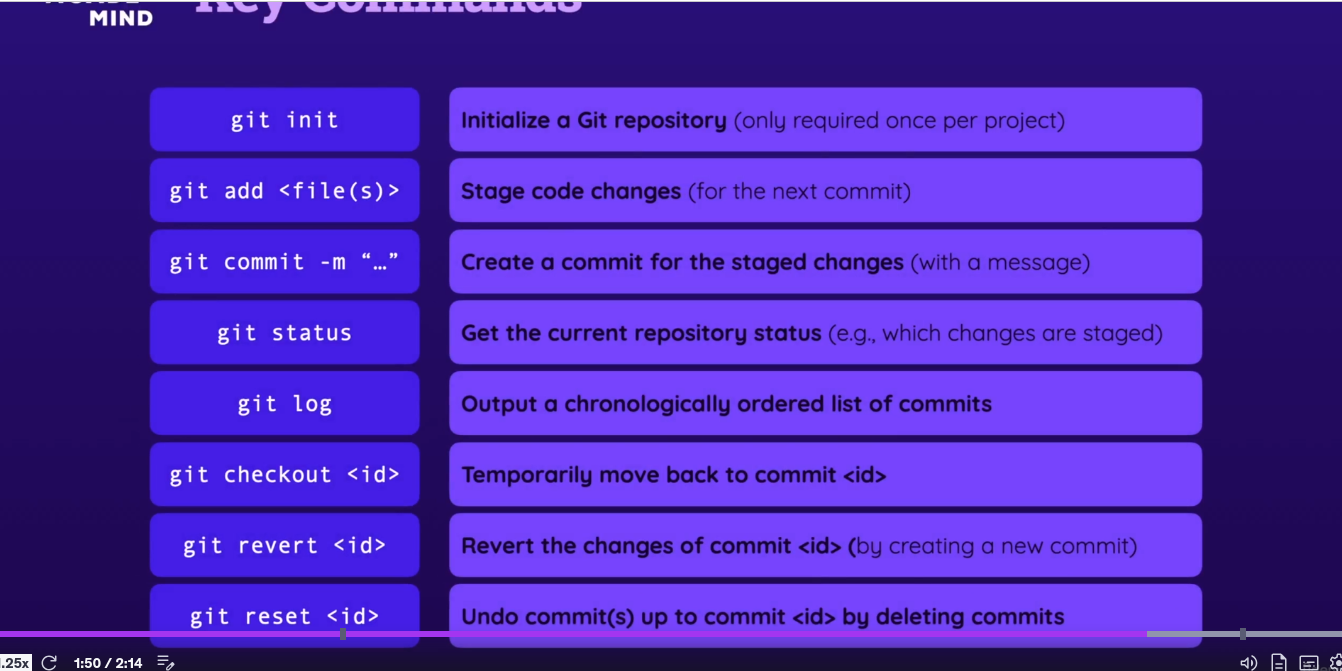 MIND
Key Commands
git init
Initialize a Git repository (only required once per project)
git add <file(s)>
Stage code changes (for the next commit)
git commit -m “…”
Create a commit for the staged changes (with a message)
git status
Get the current repository status (e.g., which changes are staged)
git log
Output a chronologically ordered list of commits
git checkout <id>
Temporarily move back to commit <id>
git revert <id>
Revert the changes of commit <id> (by creating a new commit)
git reset <id>
Undo commit(s) up to commit <id> by deleting commits
.25x
1:50 / 2:14